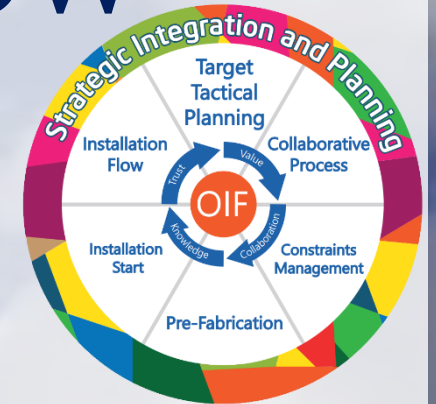 Strategic Integration and Planning
Target
Tactical
Planning
Installation
Flow
Collaborative
Process
Trust
Value
OIF
Knowledge
Collaboration
Installation
Start
Constraints
Management
Pre-Fabrication